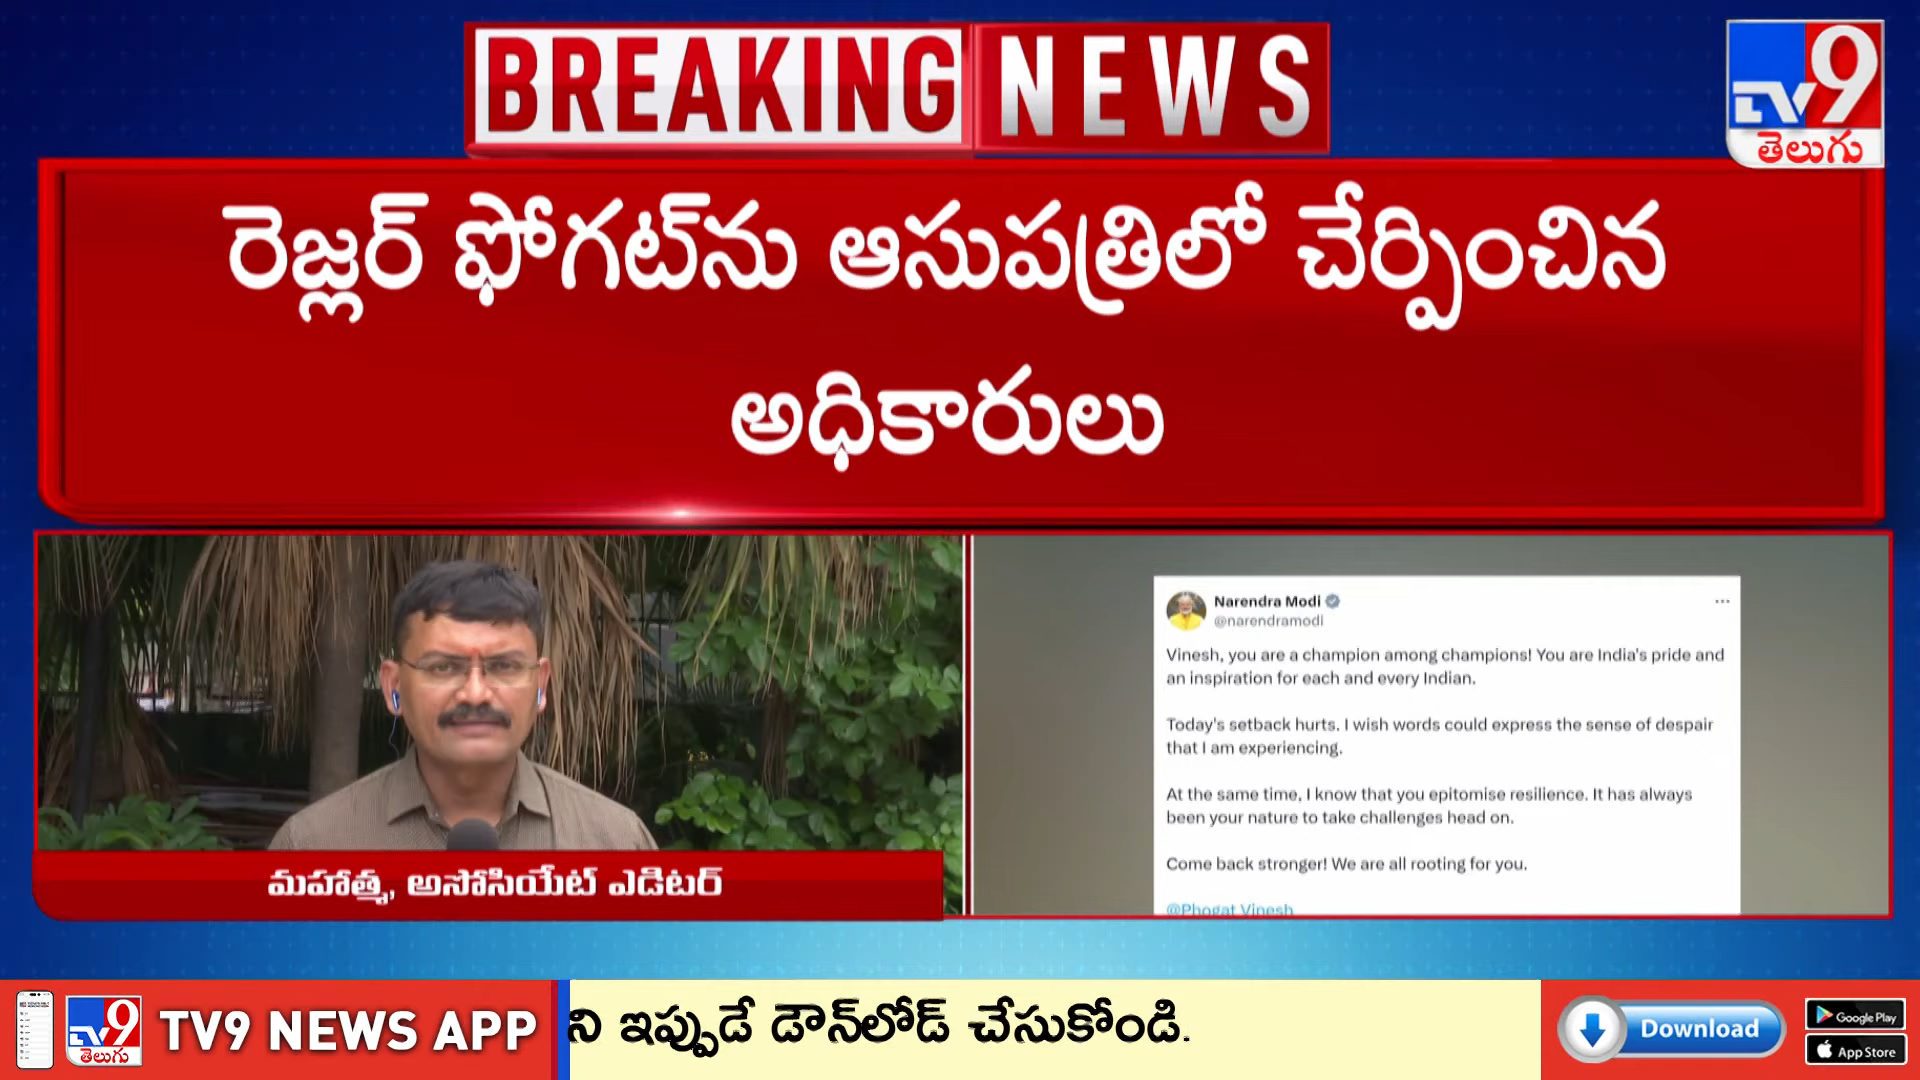 BREAKING NEWS
TV9
తెలుగు
రెజ్లర్ ఫోగట్‌ను ఆసుపత్రిలో చేర్పించిన
అధికారులు
మహాత్మ, అసోసియేట్ ఎడిటర్
Narendra Modi
@narendramodi
Vinesh, you are a champion among champions! You are India's pride and
an inspiration for each and every Indian.
Today's setback hurts. I wish words could express the sense of despair
that I am experiencing.
At the same time, I know that you epitomise resilience. It has always
been your nature to take challenges head on.
Come back stronger! We are all rooting for you.
@Phogat_Vinesh
TV9
తెలుగు
TV9 NEWS APP
ని ఇప్పుడే డౌన్‌లోడ్ చేసుకోండి.
Download
Google Play
App Store